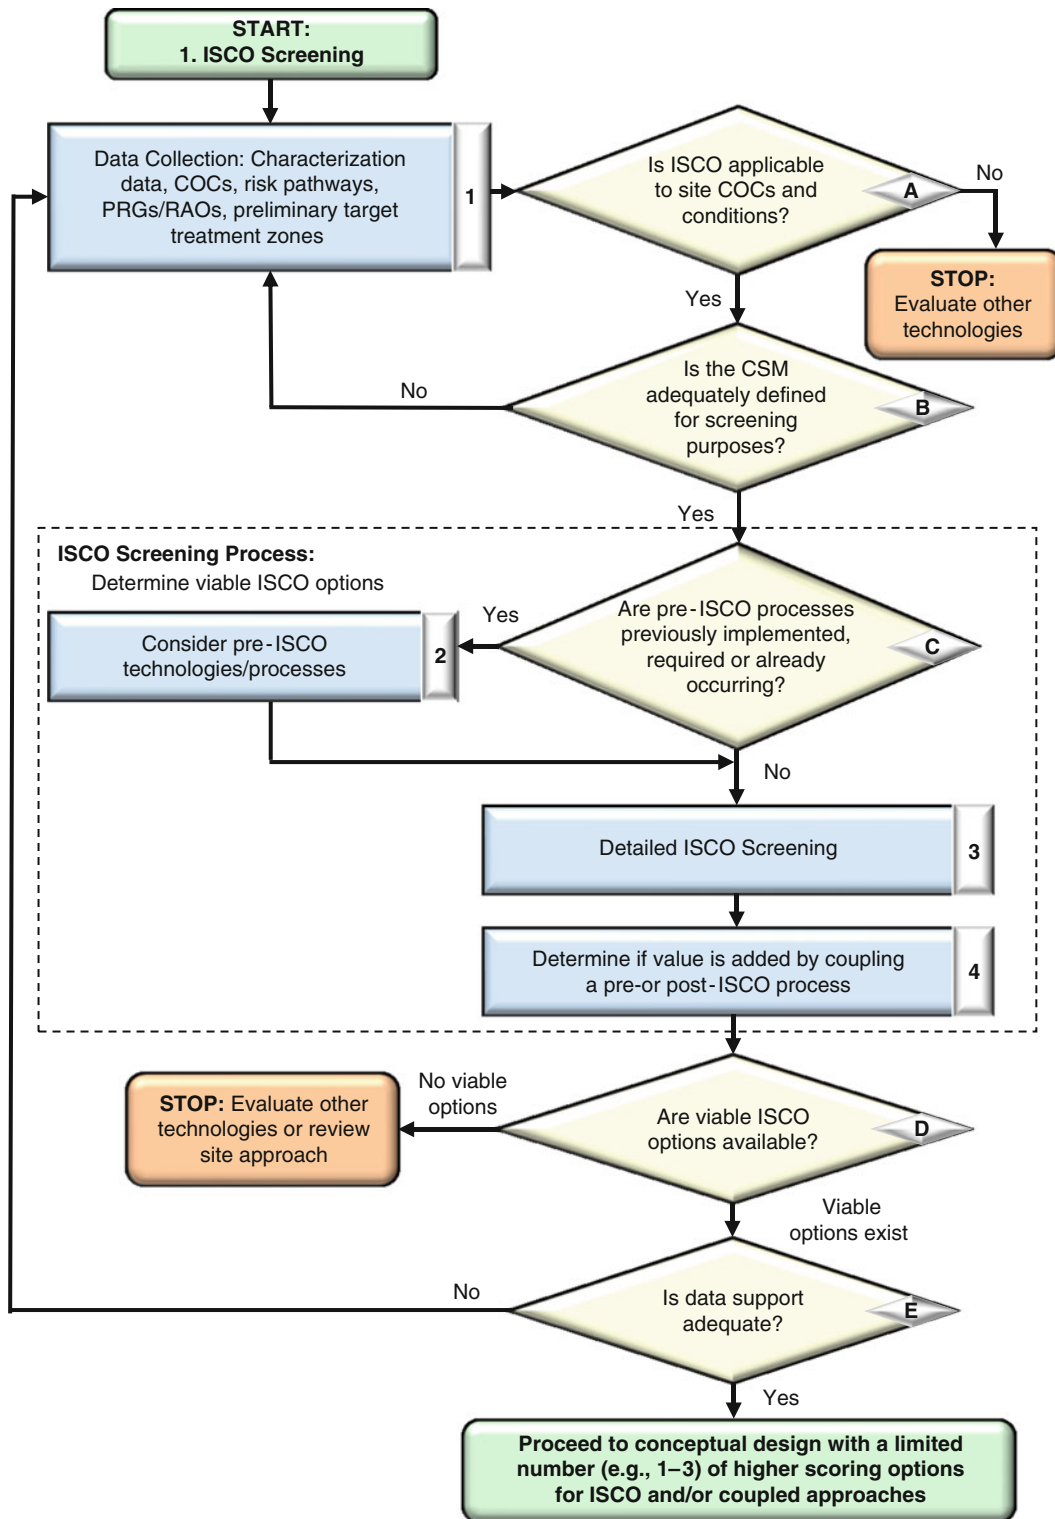 START:
1. ISCO Screening
Data Collection: Characterization
data, COCs, risk pathways,
PRGs/RAOs, preliminary target
treatment zones
1
Is ISCO applicable
to site COCs and
conditions?
A
No
STOP:
Evaluate other
technologies
Yes
Is the CSM
adequately defined
for screening
purposes?
B
No
Yes
ISCO Screening Process:
Determine viable ISCO options
Are pre-ISCO processes
previously implemented,
required or already
occurring?
C
Yes
Consider pre-ISCO
technologies/processes
2
No
Detailed ISCO Screening
3
Determine if value is added by coupling
a pre-or post-ISCO process
4
Are viable ISCO
options available?
D
No viable
options
STOP: Evaluate other
technologies or review
site approach
Viable
options exist
Is data support
adequate?
E
No
Yes
Proceed to conceptual design with a limited
number (e.g., 1–3) of higher scoring options
for ISCO and/or coupled approaches